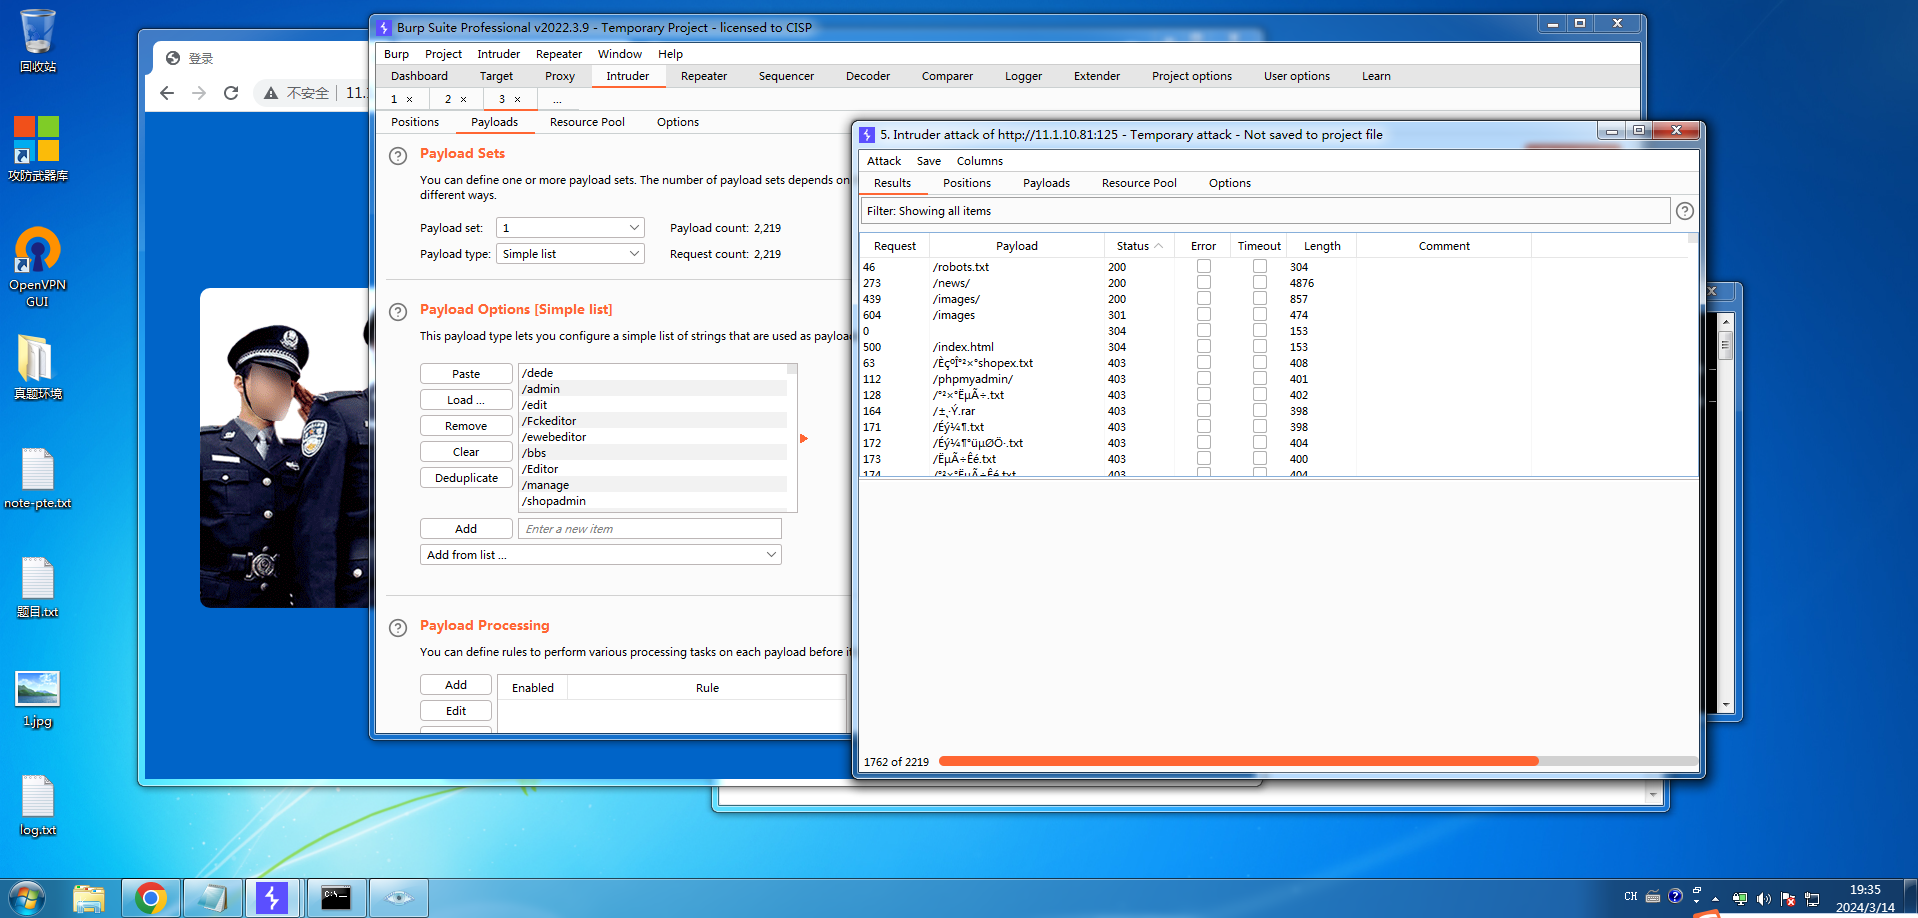 回收站
攻防武器库
OpenVPN
GUI
真题环境
note-pte.txt
题目.txt
1.jpg
log.txt
登录
不安全
11.
Burp Suite Professional v2022.3.9 - Temporary Project - licensed to CISP
Burp Project Intruder Repeater Window Help
Dashboard Target Proxy Intruder Repeater Sequencer Decoder Comparer Logger Extender Project options User options Learn
1 × 2 × 3 × ...
Positions Payloads Resource Pool Options
Payload Sets
You can define one or more payload sets. The number of payload sets depends on
different ways.
Payload set: 1 Payload count: 2,219
Payload type: Simple list Request count: 2,219
Payload Options [Simple list]
This payload type lets you configure a simple list of strings that are used as payload
Paste
Load ...
Remove
Clear
Deduplicate
/dede
/admin
/edit
/Fckeditor
/ewebeditor
/bbs
/Editor
/manage
/shopadmin
Add Enter a new item
Add from list ...
Payload Processing
You can define rules to perform various processing tasks on each payload before i
Add Enabled Rule
Edit
5. Intruder attack of http://11.1.10.81:125 - Temporary attack - Not saved to project file
Attack Save Columns
Results Positions Payloads Resource Pool Options
Filter: Showing all items
Request Payload Status Error Timeout Length Comment
46 /robots.txt 200 304
273 /news/ 200 4876
439 /images/ 200 857
604 /images 301 474
0 304 153
500 /index.html 304 153
63 /ÈçºÎ°²×°shopex.txt 403 408
112 /phpmyadmin/ 403 401
128 /°²×°ËµÃ÷.txt 403 402
164 /±¸·Ý.rar 403 398
171 /Éý¼¶.txt 403 398
172 /Éý¼¶°üµØÖ·.txt 403 404
173 /ËµÃ÷Êé.txt 403 400
174 /°²×°ËµÃ÷Êé.txt 403 404
1762 of 2219
CH
19:35
2024/3/14